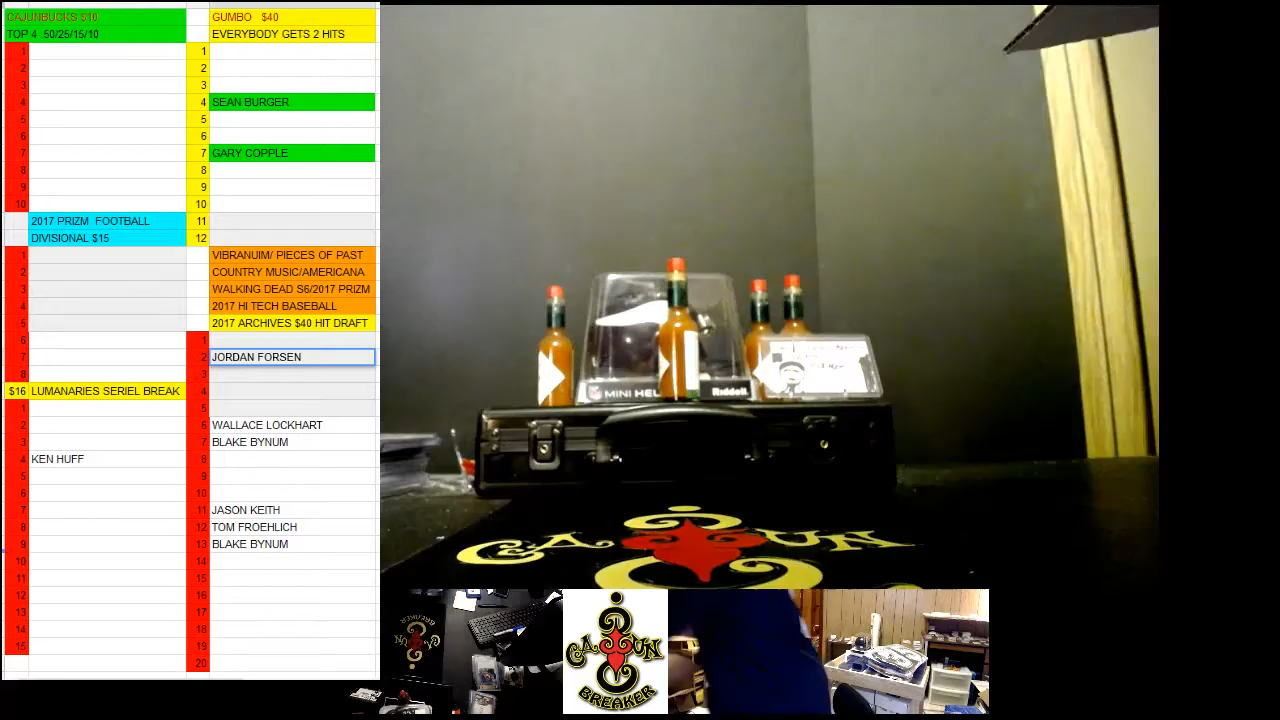 CAJUNBUCKS $10
TOP 4 50/25/15/10
1
2
3
4
5
6
7
8
9
10
2017 PRIZM FOOTBALL
DIVISIONAL $15
1
2
3
4
5
6
7
8
$16 LUMANARIES SERIEL BREAK
1
2
3
4 KEN HUFF
5
6
7
8
9
10
11
12
13
14
15
GUMBO $40
EVERYBODY GETS 2 HITS
1
2
3
4 SEAN BURGER
5
6
7 GARY COPPLE
8
9
10
11
12
VIBRANUIM/ PIECES OF PAST
COUNTRY MUSIC/AMERICANA
WALKING DEAD S6/2017 PRIZM
2017 HI TECH BASEBALL
2017 ARCHIVES $40 HIT DRAFT
1
2 JORDAN FORSEN
3
4
5
6 WALLACE LOCKHART
7 BLAKE BYNUM
8
9
10
11 JASON KEITH
12 TOM FROEHLICH
13 BLAKE BYNUM
14
15
16
17
18
19
20
MINI HEL
Riddell
CAJUN
CAJUN
BREAKER
CAJUN
BREAKER